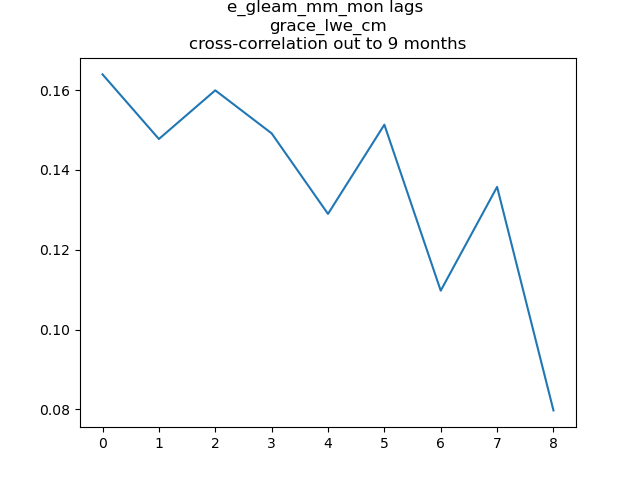 e_gleam_mm_mon lags
grace_lwe_cm
cross-correlation out to 9 months
0.16
0.14
0.12
0.10
0.08
0 1 2 3 4 5 6 7 8